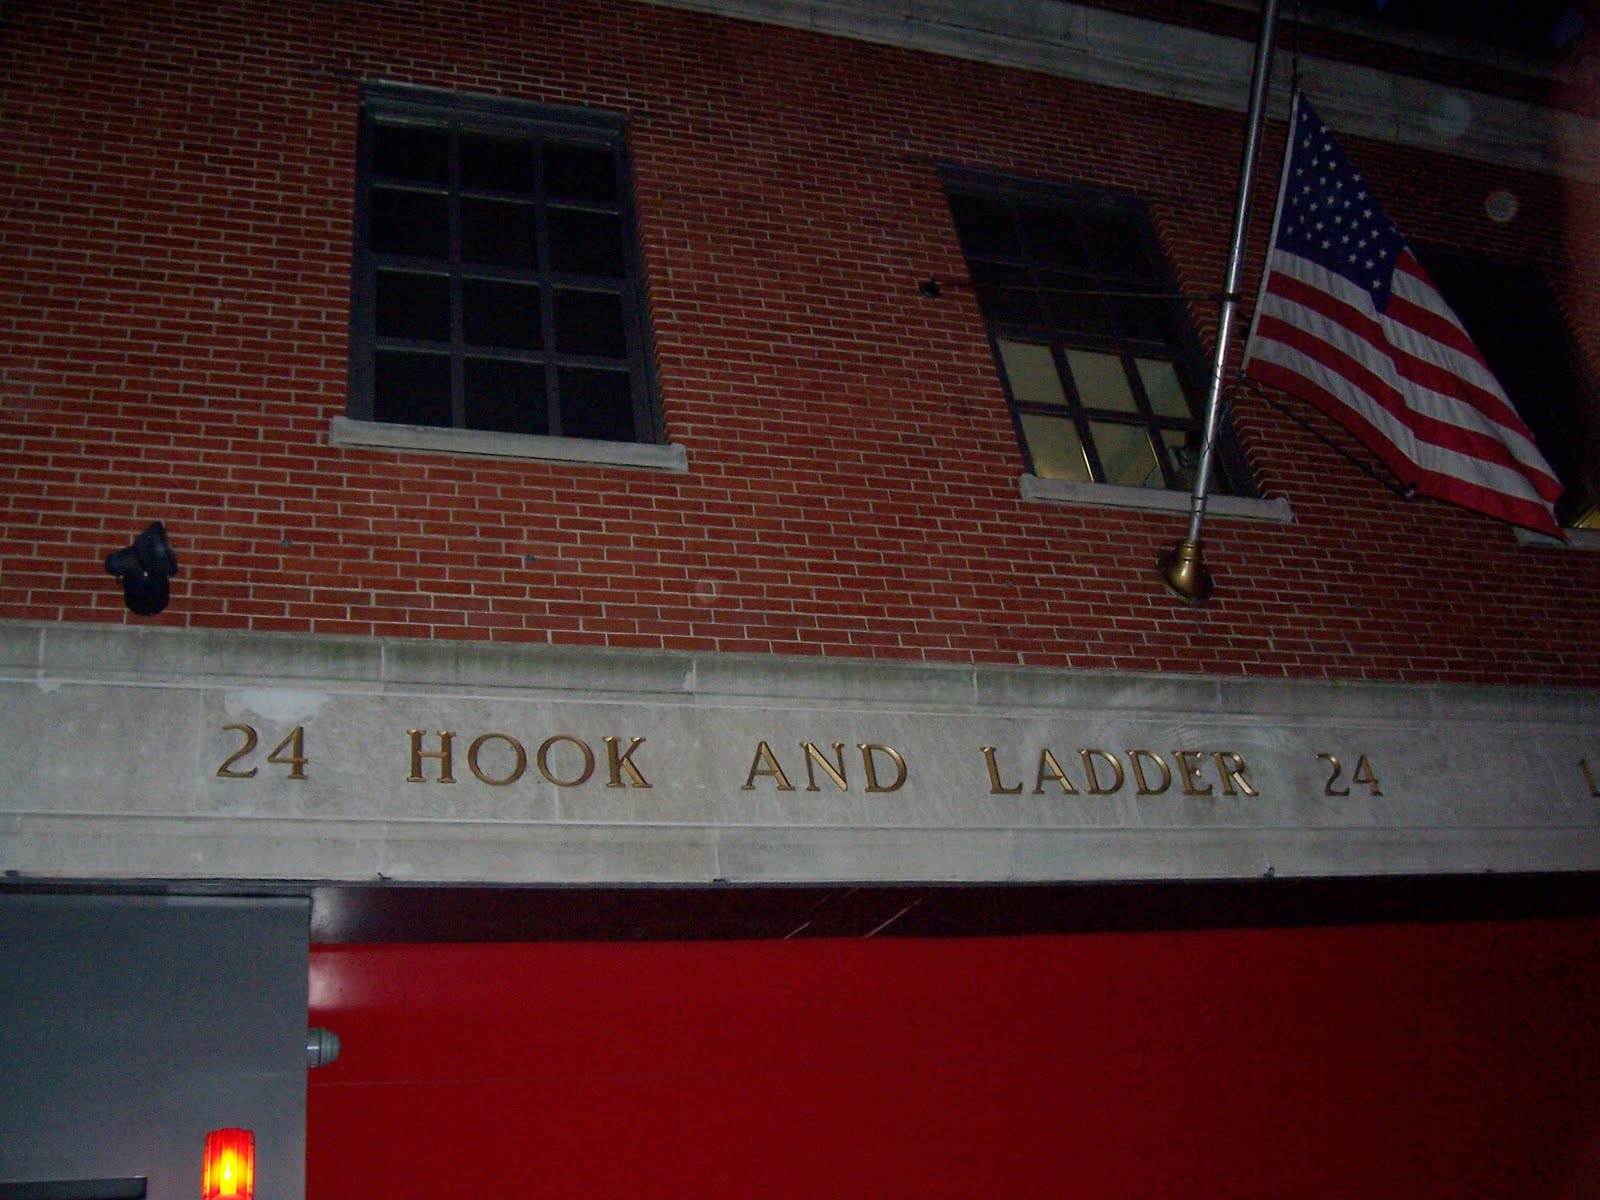 24 HOOK AND LADDER 24